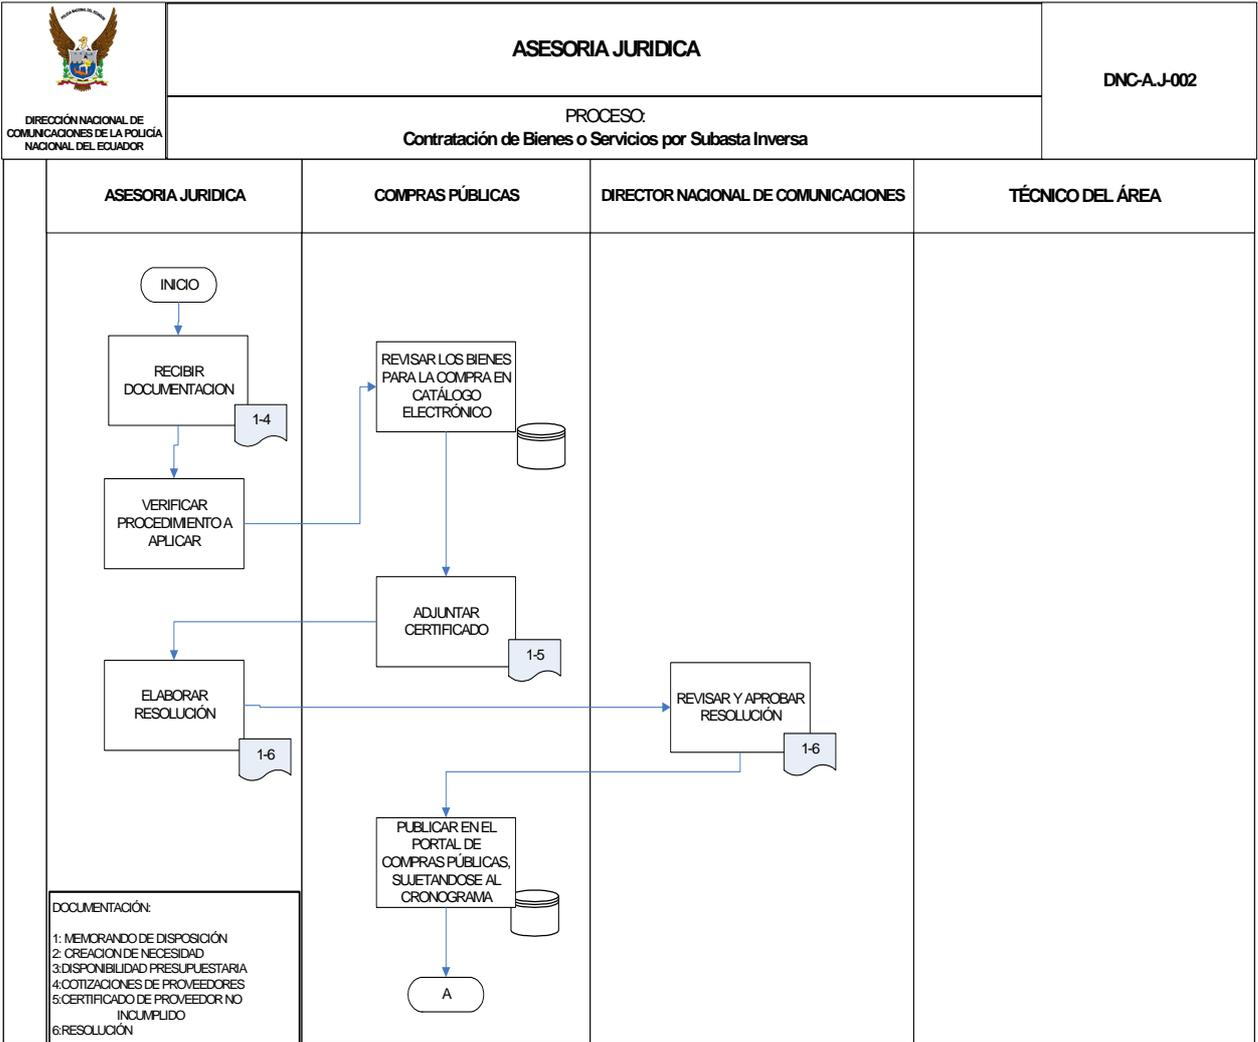 POLICIA NACIONAL DEL ECUADOR
DIRECCIÓN NACIONAL DE
COMUNICACIONES DE LA POLICÍA
NACIONAL DEL ECUADOR
ASESORIA JURIDICA
PROCESO:
Contratación de Bienes o Servicios por Subasta Inversa
DNC-A.J-002
ASESORIA JURIDICA
COMPRAS PÚBLICAS
DIRECTOR NACIONAL DE COMUNICACIONES
TÉCNICO DEL ÁREA
INICIO
RECIBIR
DOCUMENTACION
1-4
VERIFICAR
PROCEDIMIENTO A
APLICAR
REVISAR LOS BIENES
PARA LA COMPRA EN
CATÁLOGO
ELECTRÓNICO
ADJUNTAR
CERTIFICADO
1-5
ELABORAR
RESOLUCIÓN
1-6
REVISAR Y APROBAR
RESOLUCIÓN
1-6
PUBLICAR EN EL
PORTAL DE
COMPRAS PÚBLICAS,
SUJETANDOSE AL
CRONOGRAMA
A
DOCUMENTACIÓN:
1: MEMORANDO DE DISPOSICIÓN
2: CREACION DE NECESIDAD
3:DISPONIBILIDAD PRESUPUESTARIA
4:COTIZACIONES DE PROVEEDORES
5:CERTIFICADO DE PROVEEDOR NO
INCUMPLIDO
6:RESOLUCIÓN